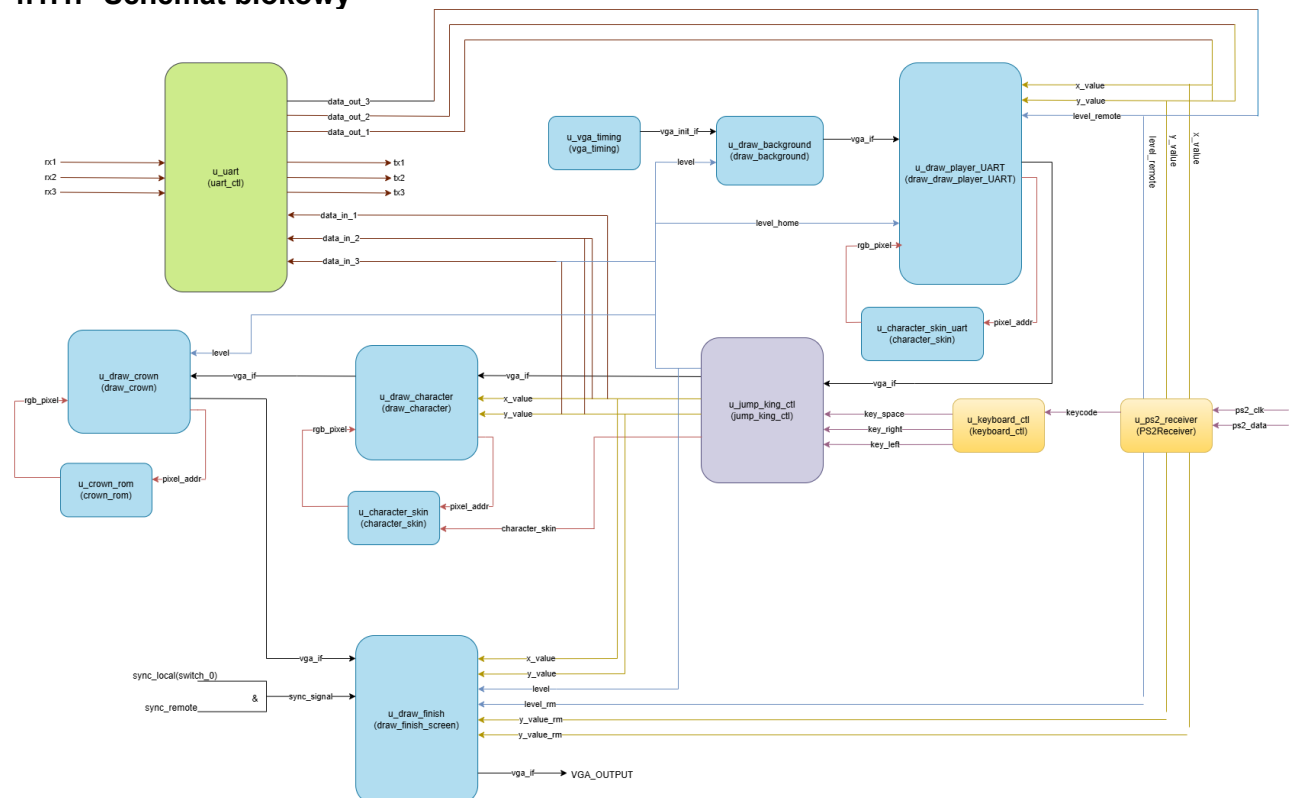 Schemat blokowy
data_out_3
data_out_2
data_out_1
u_uart
(uart_ctl)
rx1
rx2
rx3
tx1
tx2
tx3
data_in_1
data_in_2
data_in_3
u_vga_timing
(vga_timing)
vga_init_if
u_draw_background
(draw_background)
level
vga_if
u_draw_player_UART
(draw_draw_player_UART)
x_value
y_value
level_remote
level_remote
y_value
x_value
level_home
rgb_pixel
u_character_skin_uart
(character_skin)
pixel_addr
level
u_draw_crown
(draw_crown)
vga_if
rgb_pixel
u_crown_rom
(crown_rom)
pixel_addr
u_draw_character
(draw_character)
vga_if
x_value
y_value
rgb_pixel
u_character_skin
(character_skin)
pixel_addr
character_skin
u_jump_king_ctl
(jump_king_ctl)
vga_if
key_space
key_right
key_left
u_keyboard_ctl
(keyboard_ctl)
keycode
u_ps2_receiver
(PS2Receiver)
ps2_clk
ps2_data
sync_local(switch_0)
&
sync_remote
sync_signal
vga_if
u_draw_finish
(draw_finish_screen)
x_value
y_value
level
level_rm
y_value_rm
y_value_rm
vga_if
VGA_OUTPUT